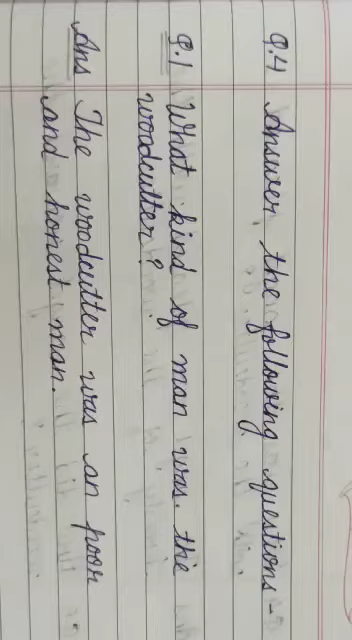 Q.4 Answer the following questions -
Q.1 What kind of man was the
woodcutter?
Ans The woodcutter was an poor
and honest man.